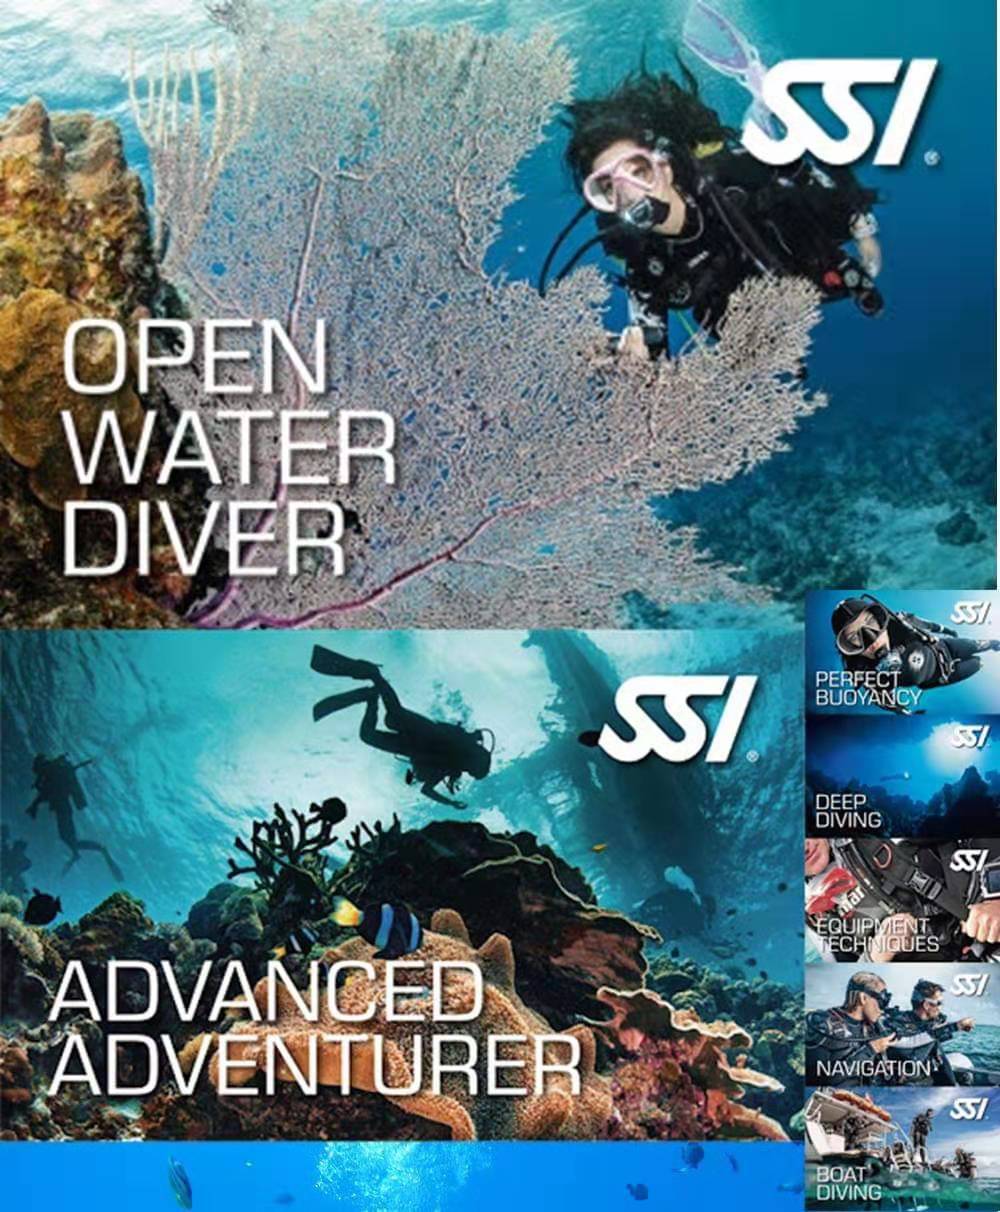 SSI
OPEN
WATER
DIVER
SSI
ADVANCED
ADVENTURER
SSI
PERFECT
BUOYANCY
SSI
DEEP
DIVING
SSI
EQUIPMENT
TECHNIQUES
SSI
NAVIGATION
SSI
BOAT
DIVING